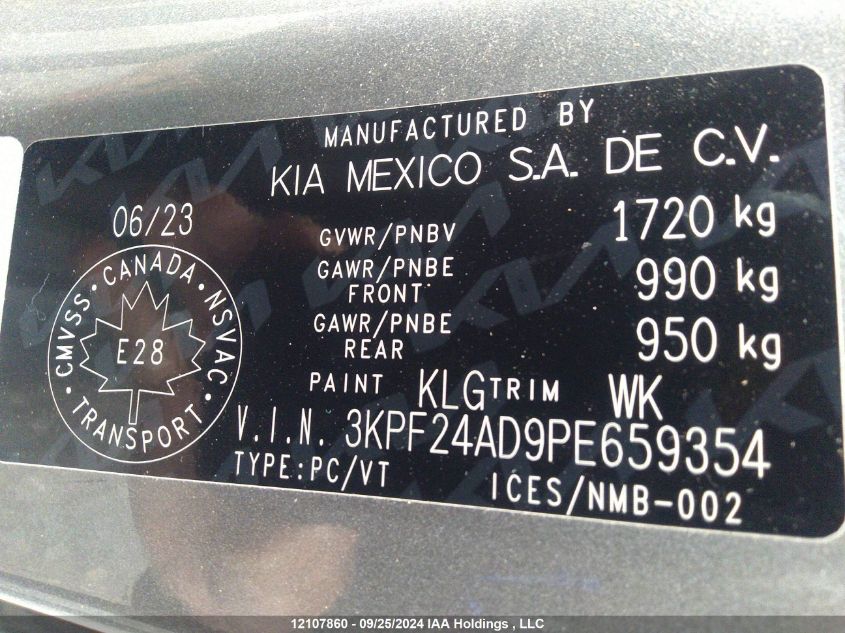 MANUFACTURED BY
KIA MEXICO S.A. DE C.V.
06/23
GVWR/PNBV 1720 kg
GAWR/PNBE
FRONT 990 kg
GAWR/PNBE
REAR 950 kg
CMVSS · CANADA · NSVAC · TRANSPORT ·
E28
PAINT KLG TRIM WK
V.I.N. 3KPF24AD9PE659354
TYPE:PC/VT ICES/NMB-002
12107860 - 09/25/2024 IAA Holdings , LLC